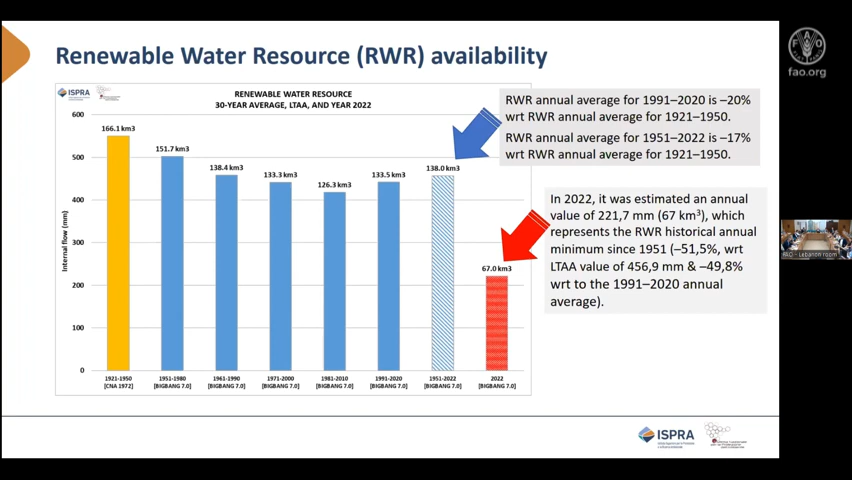 Renewable Water Resource (RWR) availability
ISPRA
RENEWABLE WATER RESOURCE
30-YEAR AVERAGE, LTAA, AND YEAR 2022
600
500
400
300
200
100
0
Internal flow (mm)
166.1 km3
151.7 km3
138.4 km3
133.3 km3
126.3 km3
133.5 km3
138.0 km3
67.0 km3
1921-1950
[CNA 1972]
1951-1980
[BIGBANG 7.0]
1961-1990
[BIGBANG 7.0]
1971-2000
[BIGBANG 7.0]
1981-2010
[BIGBANG 7.0]
1991-2020
[BIGBANG 7.0]
1951-2022
[BIGBANG 7.0]
2022
[BIGBANG 7.0]
RWR annual average for 1991–2020 is –20%
wrt RWR annual average for 1921–1950.
RWR annual average for 1951–2022 is –17%
wrt RWR annual average for 1921–1950.
In 2022, it was estimated an annual
value of 221,7 mm (67 km³), which
represents the RWR historical annual
minimum since 1951 (–51,5%, wrt
LTAA value of 456,9 mm & –49,8%
wrt to the 1991–2020 annual
average).
ISPRA
FAO
fao.org
FAO - Lebanon room